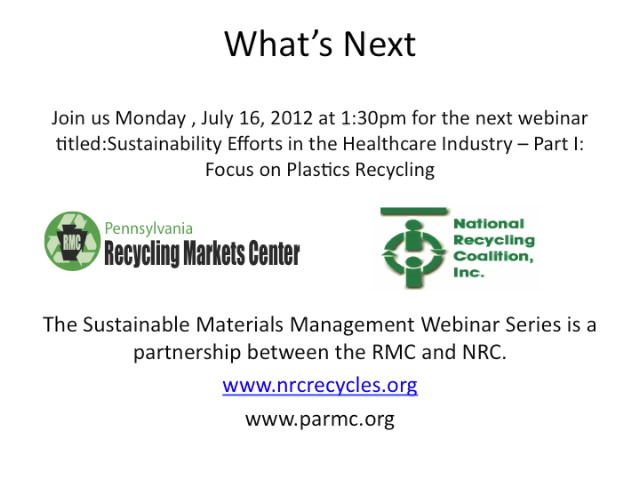 What's Next
Join us Monday , July 16, 2012 at 1:30pm for the next webinar
titled:Sustainability Efforts in the Healthcare Industry – Part I:
Focus on Plastics Recycling
RMC
Pennsylvania
Recycling Markets Center
National
Recycling
Coalition,
Inc.
The Sustainable Materials Management Webinar Series is a
partnership between the RMC and NRC.
www.nrcrecycles.org
www.parmc.org